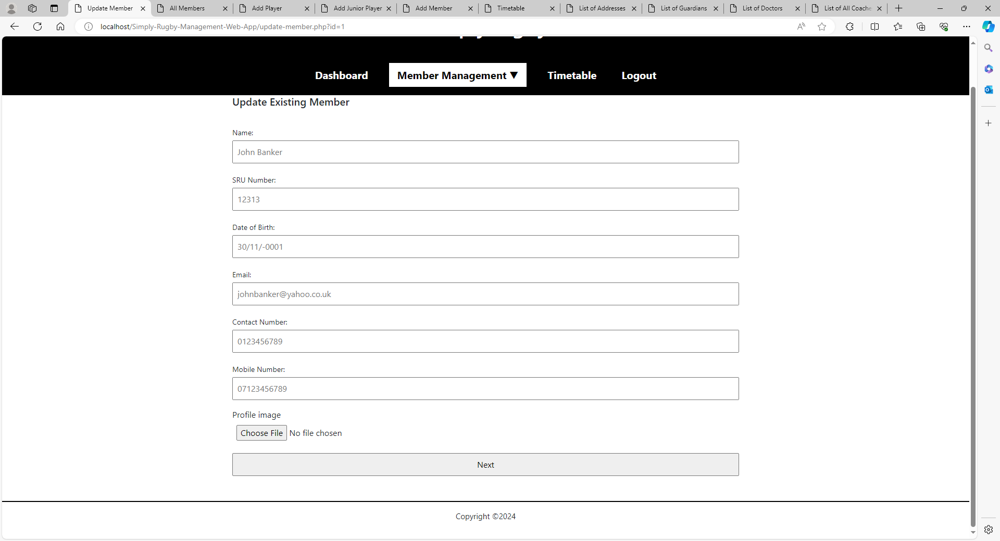 Update Member
All Members
Add Player
Add Junior Player
Add Member
Timetable
List of Addresses
List of Guardians
List of Doctors
List of All Coache
localhost/Simply-Rugby-Management-Web-App/update-member.php?id=1
Dashboard
Member Management ▼
Timetable
Logout
Update Existing Member
Name:
John Banker
SRU Number:
12313
Date of Birth:
30/11/-0001
Email:
johnbanker@yahoo.co.uk
Contact Number:
0123456789
Mobile Number:
07123456789
Profile image
Choose File No file chosen
Next
Copyright ©2024